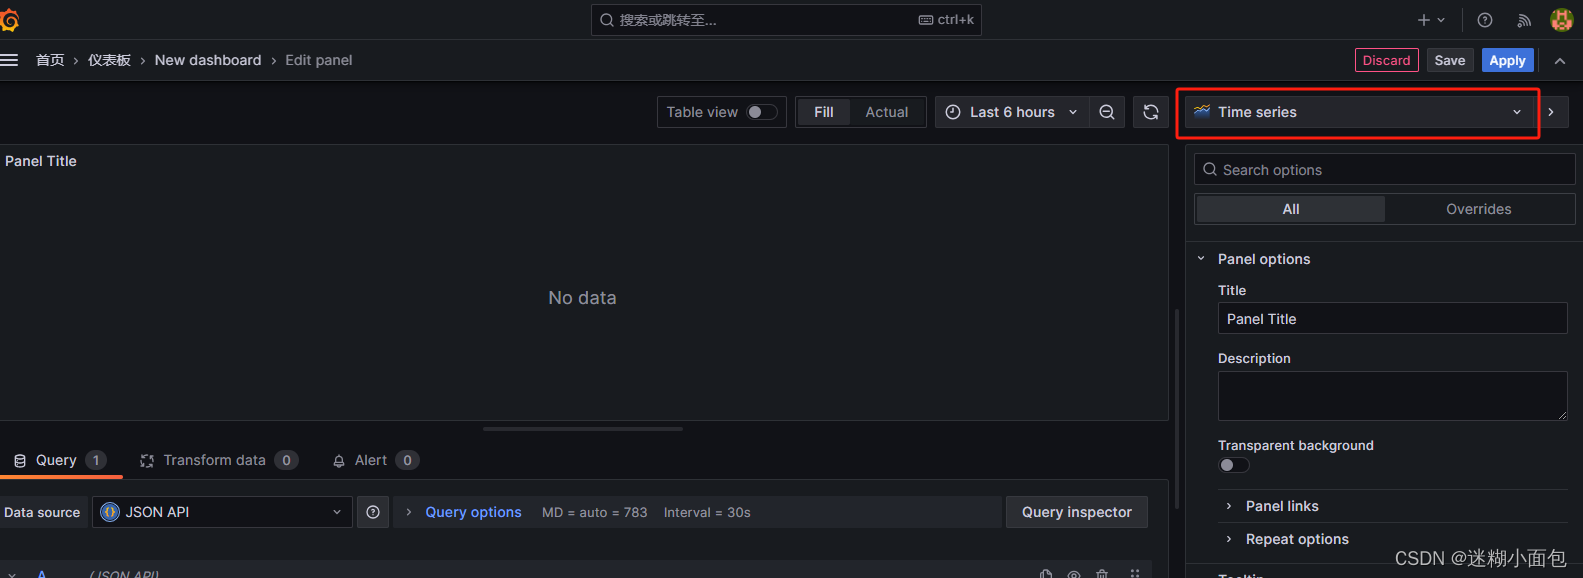 搜索或跳转至...
ctrl+k
首页 › 仪表板 › New dashboard › Edit panel
Discard
Save
Apply
Table view
Fill
Actual
Last 6 hours
Time series
Panel Title
No data
Search options
All
Overrides
Panel options
Title
Panel Title
Description
Transparent background
Panel links
Repeat options
Tooltip
Query 1
Transform data 0
Alert 0
Data source
JSON API
Query options
MD = auto = 783
Interval = 30s
Query inspector
A
(JSON API)
CSDN @迷糊小面包